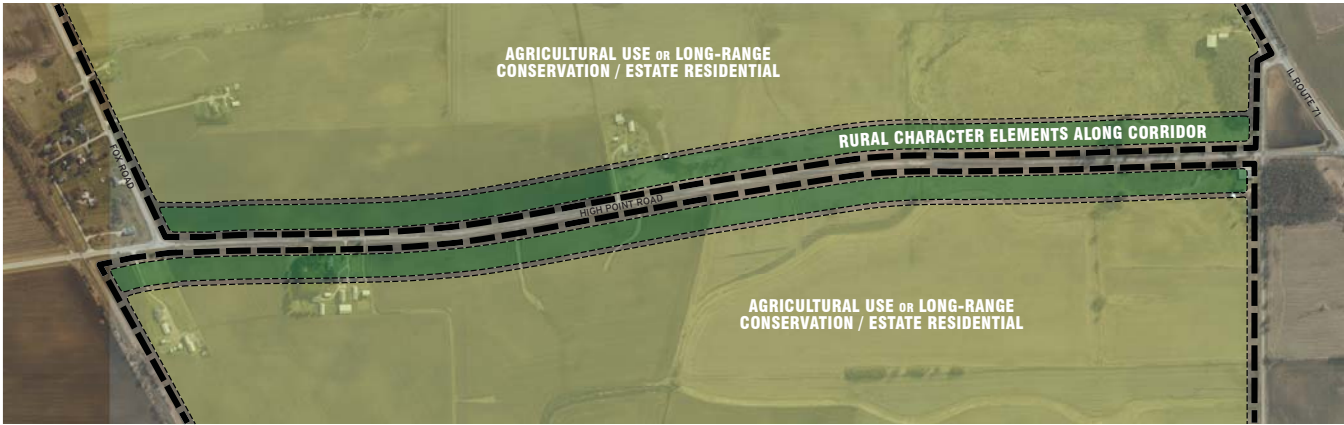 AGRICULTURAL USE OR LONG-RANGE
CONSERVATION / ESTATE RESIDENTIAL
RURAL CHARACTER ELEMENTS ALONG CORRIDOR
IL ROUTE 71
FOX ROAD
HIGH POINT ROAD
AGRICULTURAL USE OR LONG-RANGE
CONSERVATION / ESTATE RESIDENTIAL